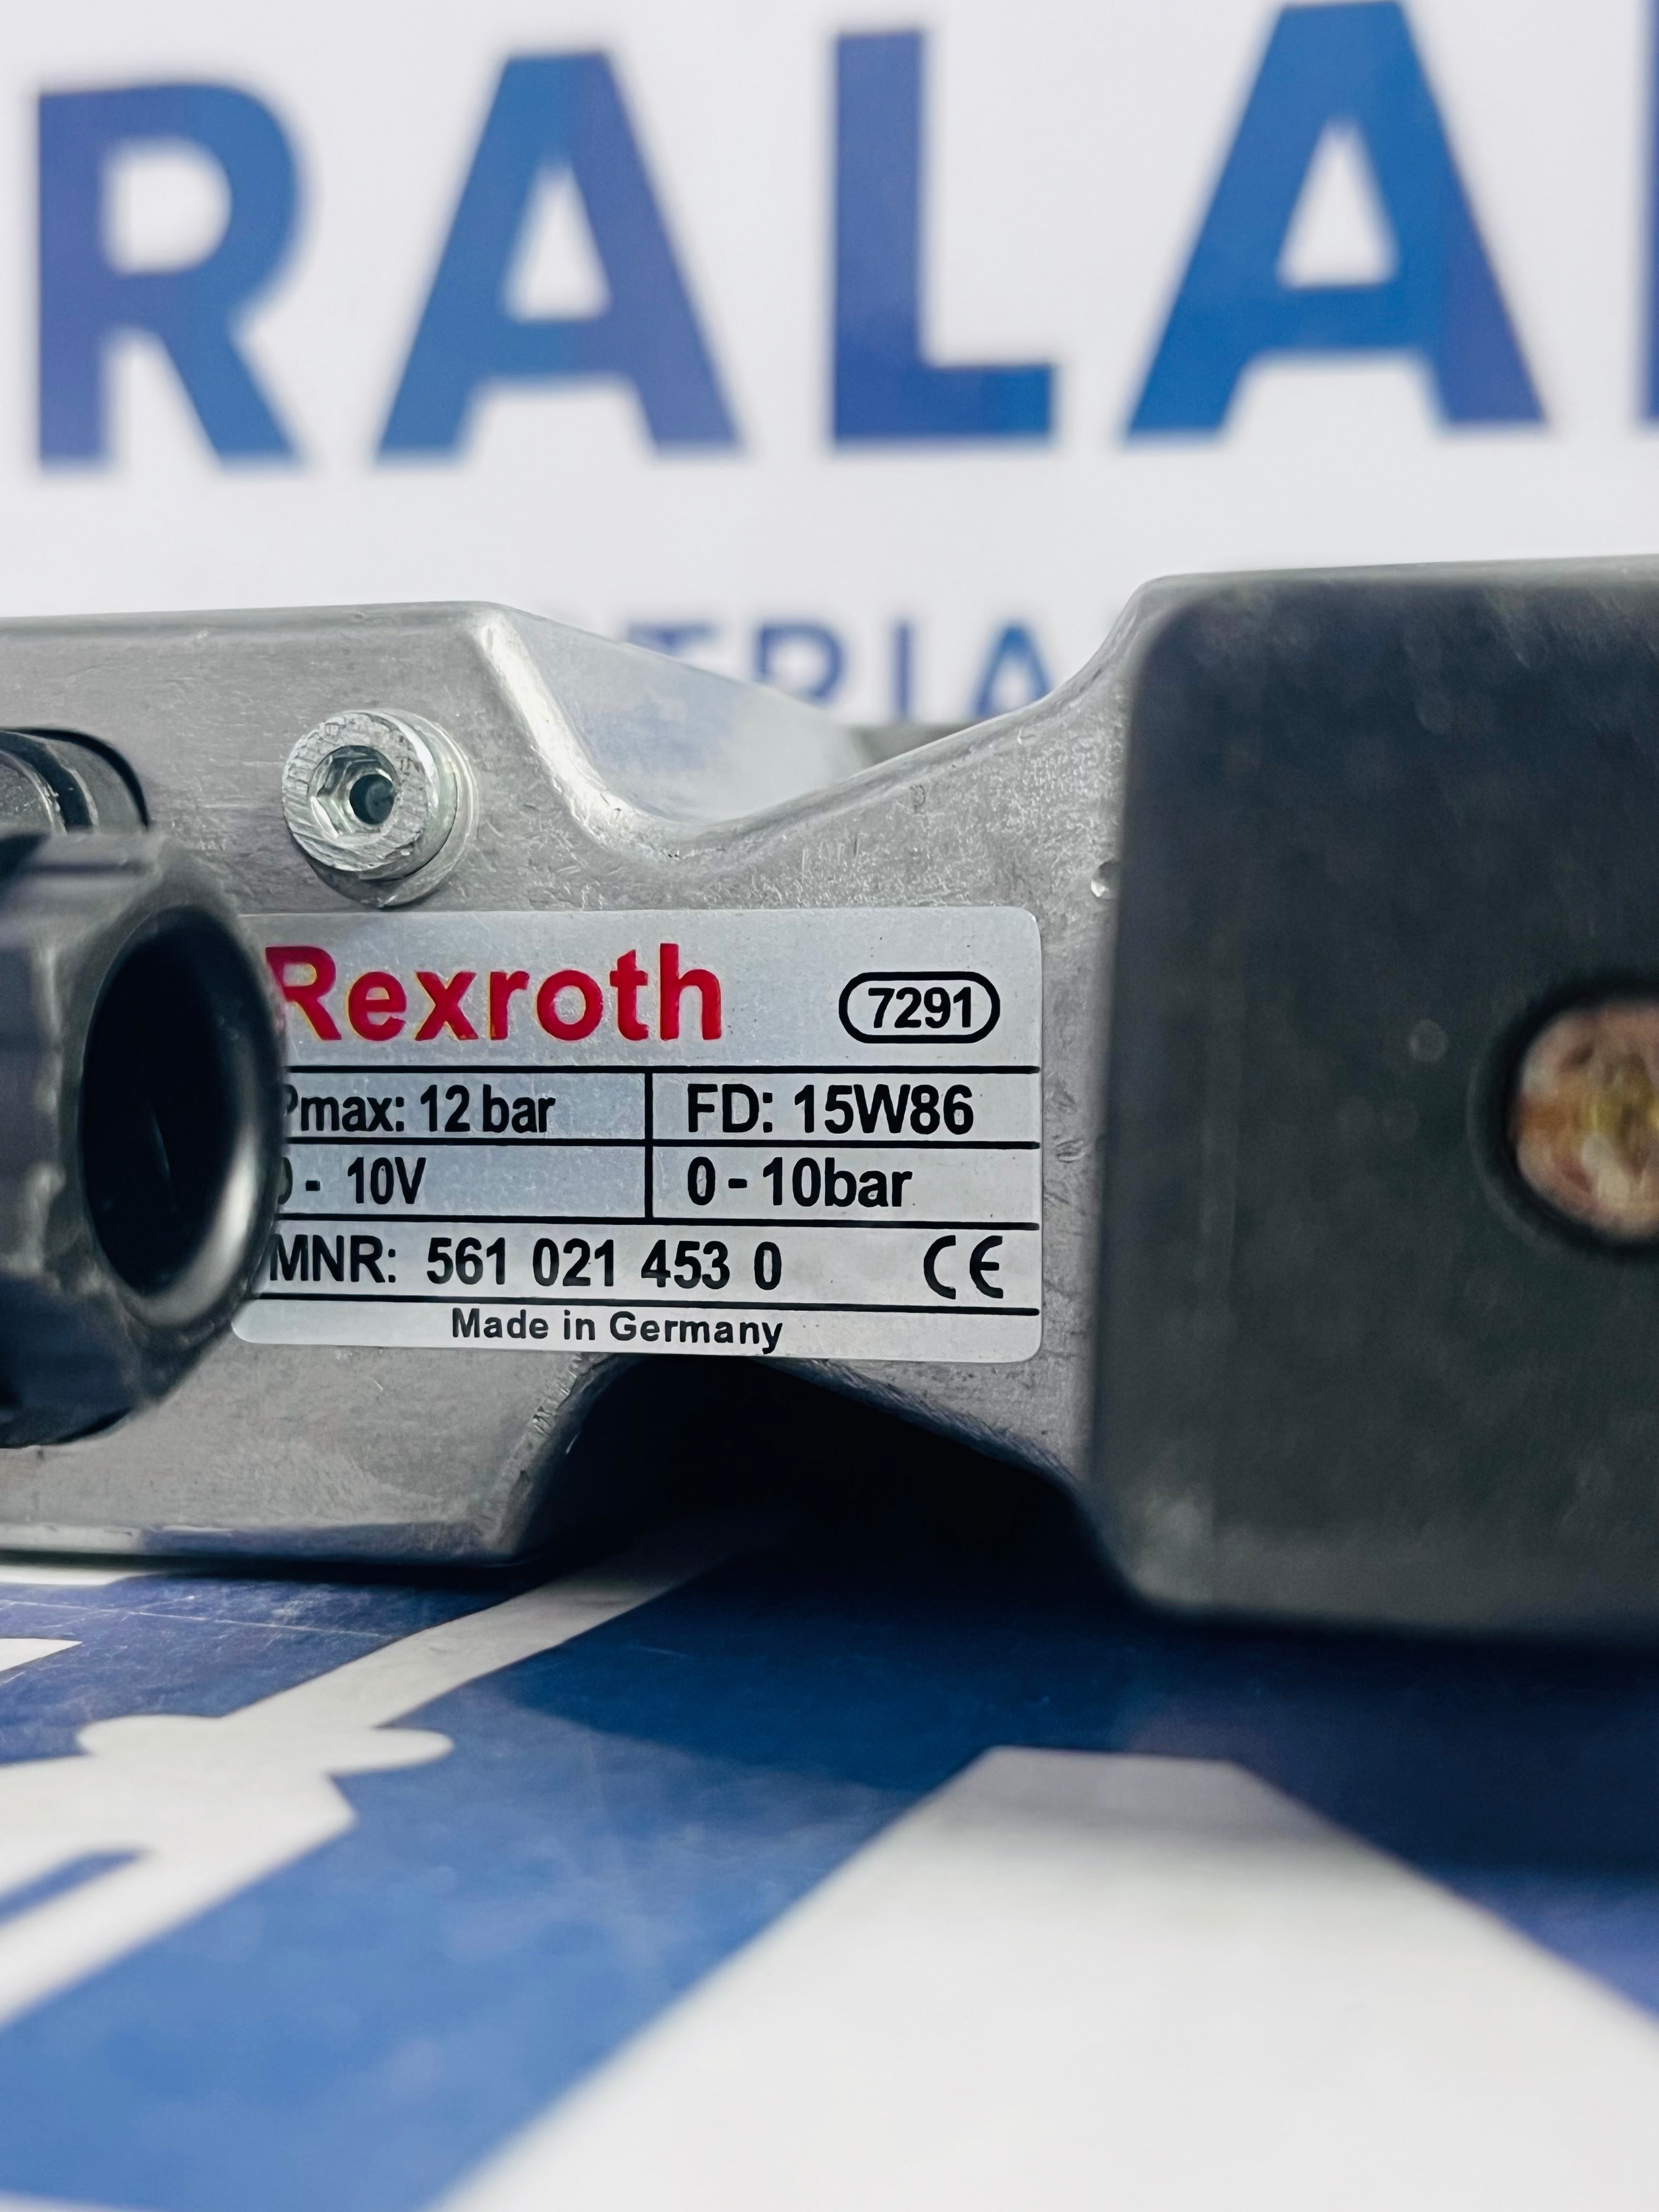 RALA
TRIA
Rexroth 7291
Pmax: 12 bar FD: 15W86
0 - 10V 0 - 10bar
MNR: 561 021 453 0 CE
Made in Germany